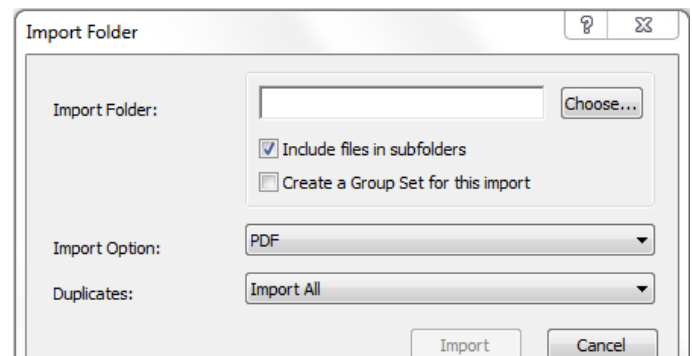 Import Folder
Import Folder:
Choose...
Include files in subfolders
Create a Group Set for this import
Import Option:
PDF
Duplicates:
Import All
Import
Cancel